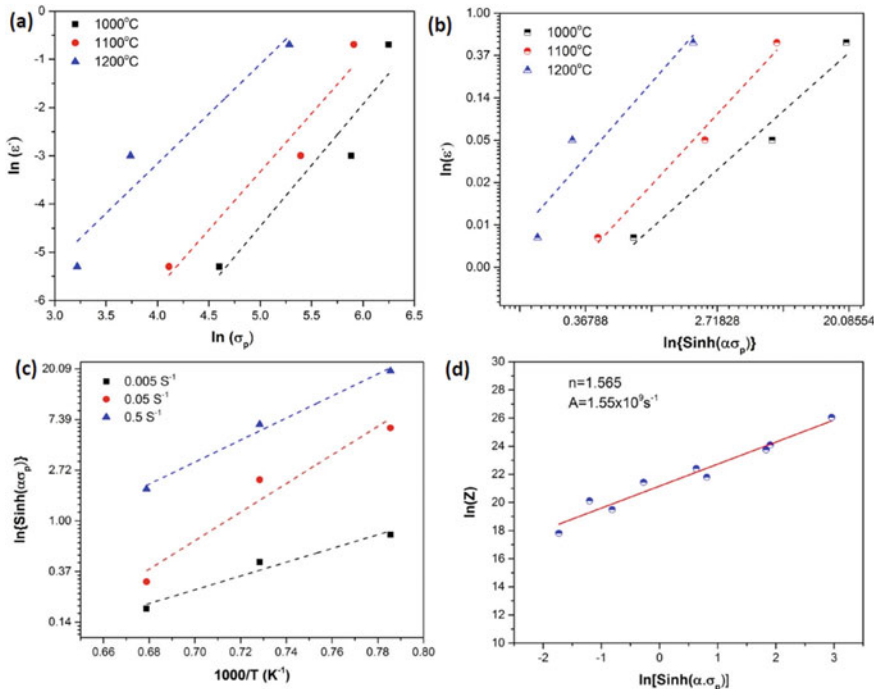 (a)
1000°C
1100°C
1200°C
ln (ε˙)
0
-1
-2
-3
-4
-5
-6
3.0 3.5 4.0 4.5 5.0 5.5 6.0 6.5
ln (σp)
(b)
1000°C
1100°C
1200°C
ln(ε˙)
1.00
0.37
0.14
0.05
0.02
0.01
0.00
0.36788 2.71828 20.08554
ln{Sinh(ασp)}
(c)
0.005 S-1
0.05 S-1
0.5 S-1
ln{Sinh(ασp)}
20.09
7.39
2.72
1.00
0.37
0.14
0.66 0.68 0.70 0.72 0.74 0.76 0.78 0.80
1000/T (K-1)
(d)
n=1.565
A=1.55x10⁹s-1
ln(Z)
30
28
26
24
22
20
18
16
14
12
10
-2 -1 0 1 2 3
ln[Sinh(α.σp)]